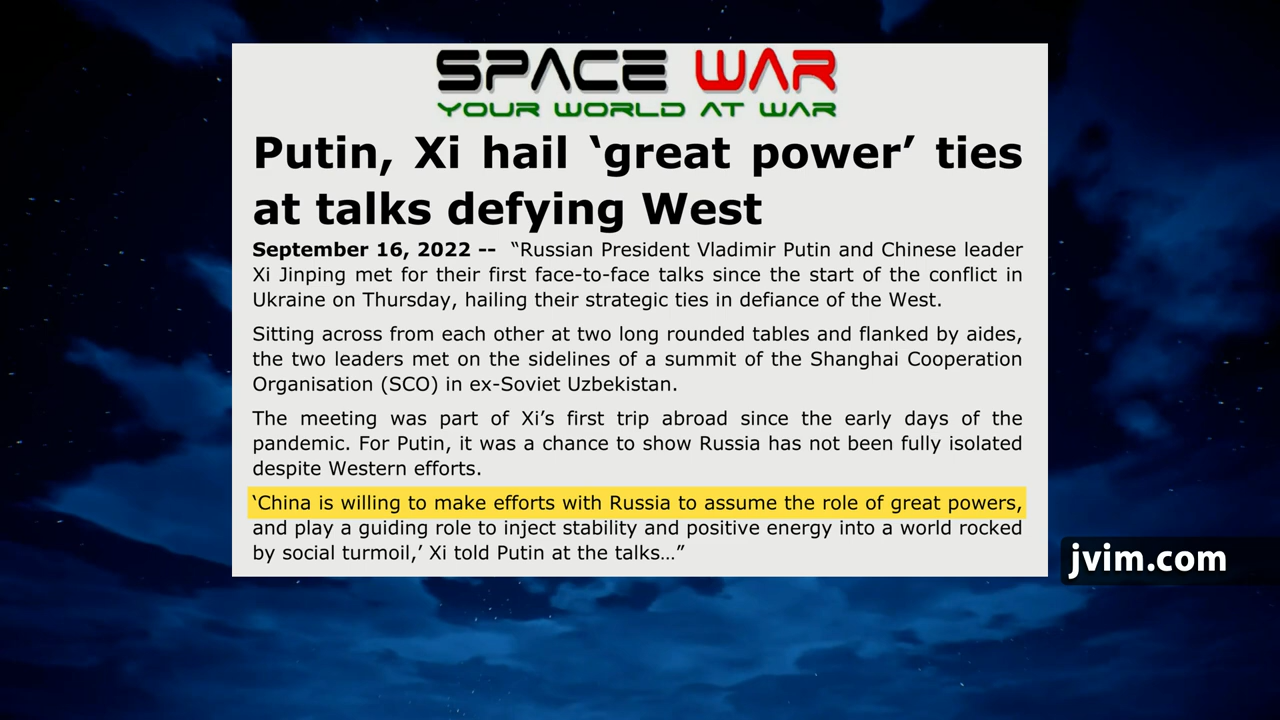 SPACE WAR
YOUR WORLD AT WAR
Putin, Xi hail ‘great power’ ties
at talks defying West
September 16, 2022 -- “Russian President Vladimir Putin and Chinese leader
Xi Jinping met for their first face-to-face talks since the start of the conflict in
Ukraine on Thursday, hailing their strategic ties in defiance of the West.
Sitting across from each other at two long rounded tables and flanked by aides,
the two leaders met on the sidelines of a summit of the Shanghai Cooperation
Organisation (SCO) in ex-Soviet Uzbekistan.
The meeting was part of Xi’s first trip abroad since the early days of the
pandemic. For Putin, it was a chance to show Russia has not been fully isolated
despite Western efforts.
‘China is willing to make efforts with Russia to assume the role of great powers,
and play a guiding role to inject stability and positive energy into a world rocked
by social turmoil,’ Xi told Putin at the talks…”
jvim.com